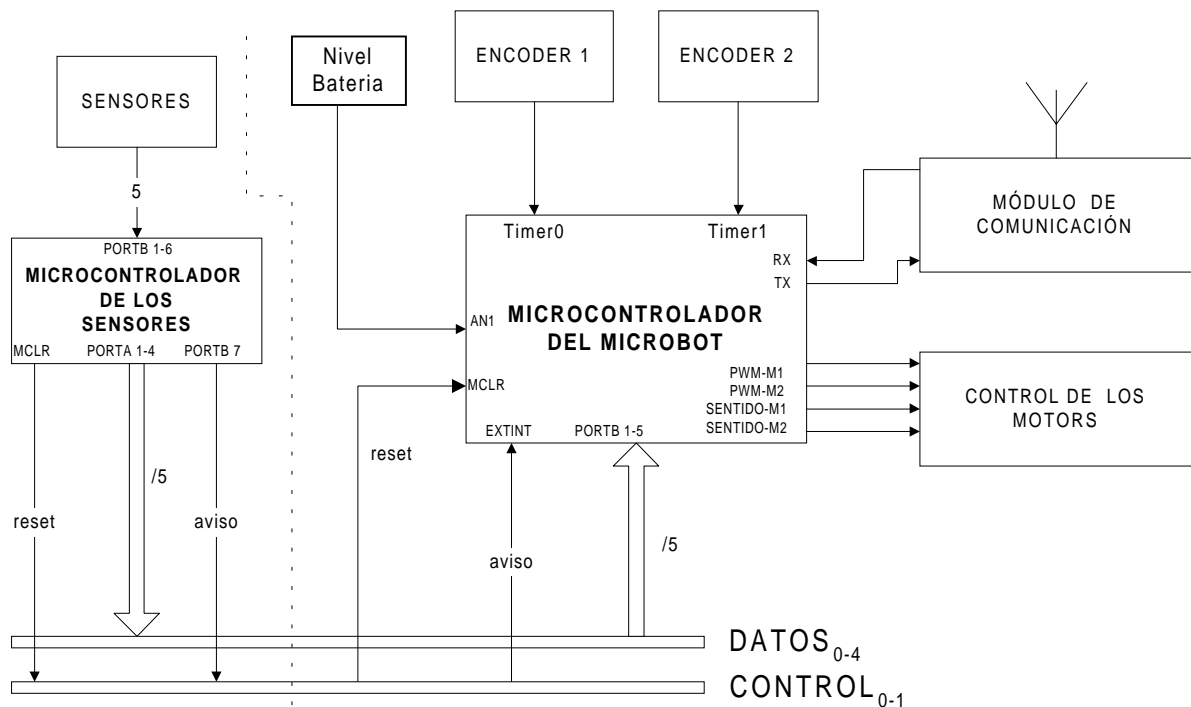 SENSORES
5
PORTB 1-6
MICROCONTROLADOR
DE LOS
SENSORES
MCLR PORTA 1-4 PORTB 7
reset
/5
aviso
Nivel
Bateria
ENCODER 1
ENCODER 2
Timer0 Timer1
RX
TX
AN1
MICROCONTROLADOR
DEL MICROBOT
MCLR
PWM-M1
PWM-M2
SENTIDO-M1
SENTIDO-M2
EXTINT PORTB 1-5
reset
aviso
/5
MÓDULO DE
COMUNICACIÓN
CONTROL DE LOS
MOTORS
DATOS0-4
CONTROL0-1